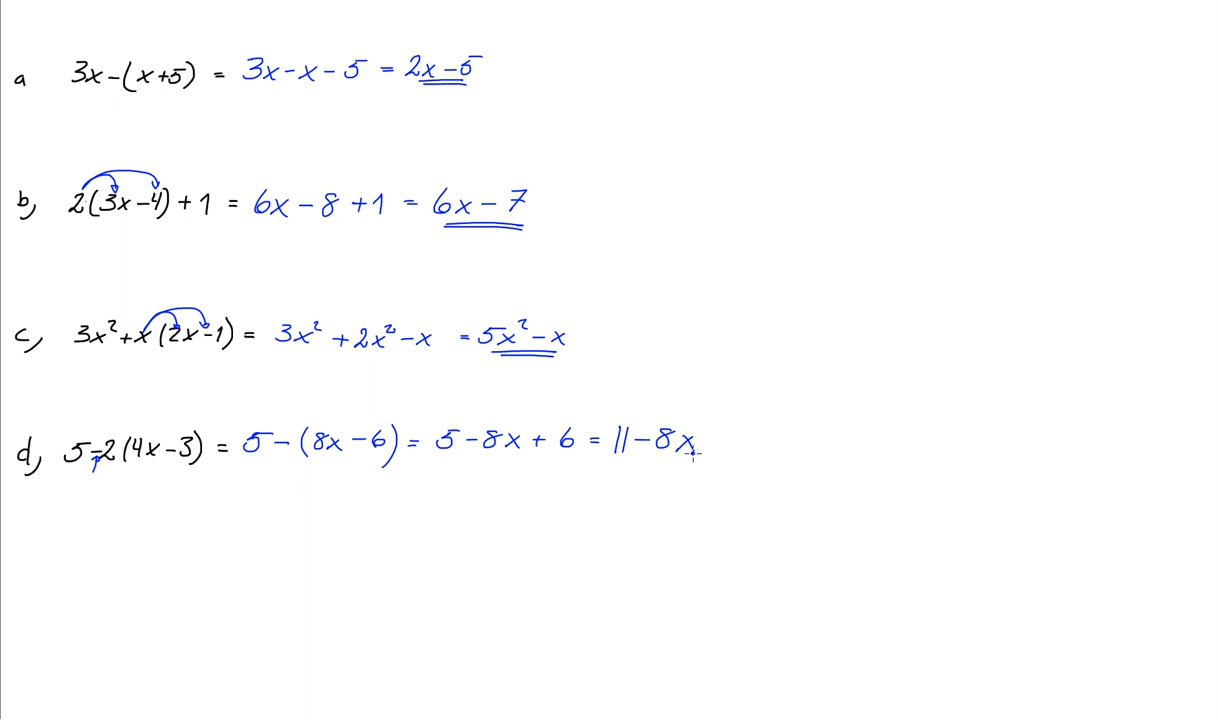 a 3x-(x+5) = 3x-x-5 = 2x-5
b, 2(3x-4)+1 = 6x-8+1 = 6x-7
c, 3x²+x(2x-1) = 3x²+2x²-x = 5x²-x
d, 5-2(4x-3) = 5-(8x-6) = 5-8x+6 = 11-8x